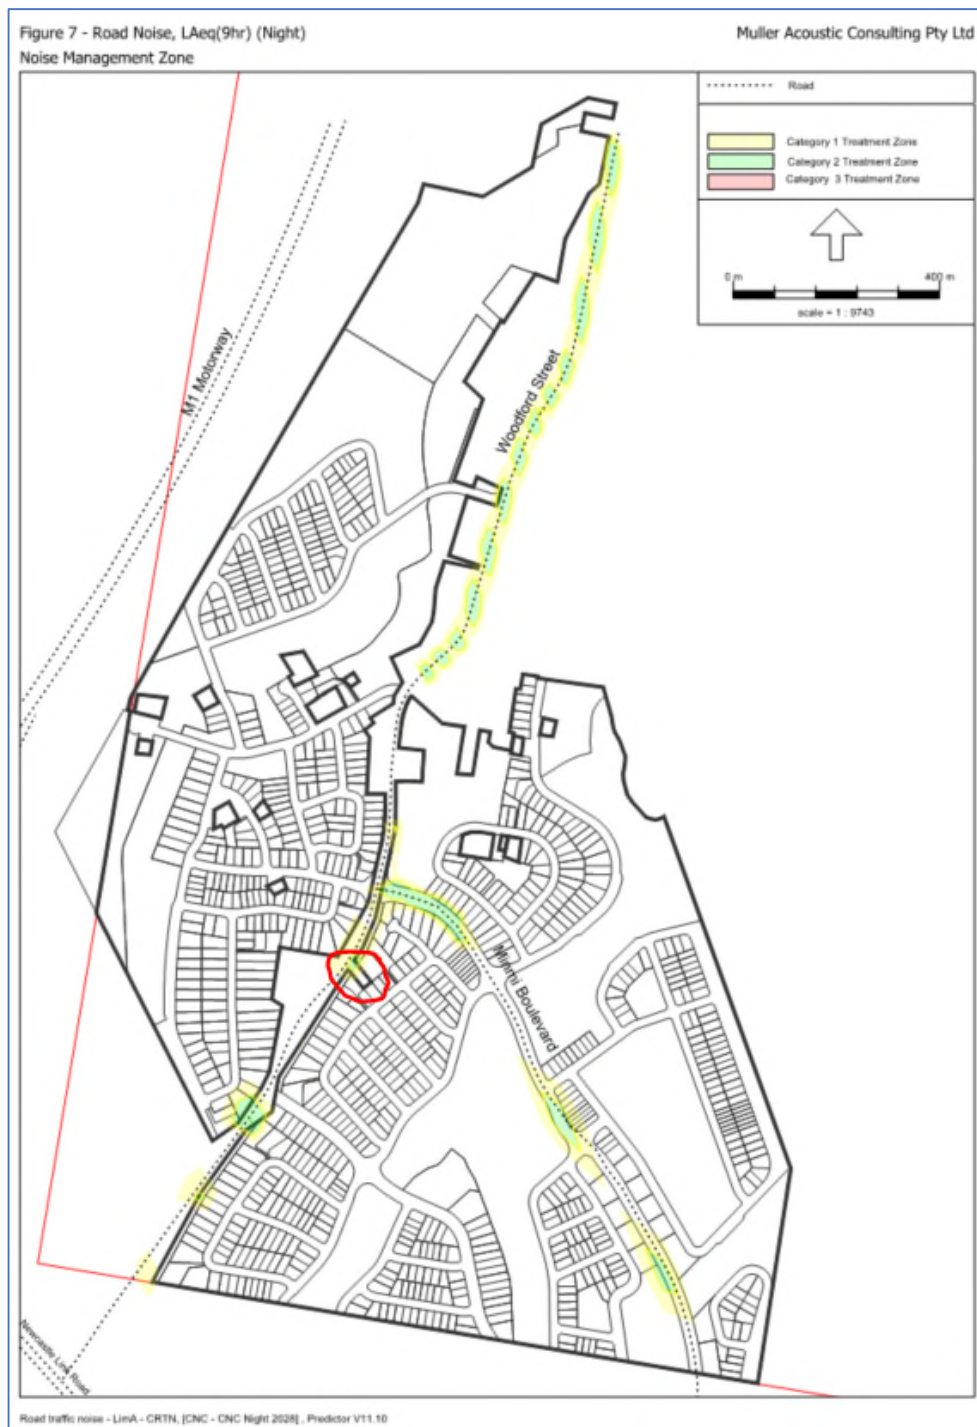 Figure 7 - Road Noise, LAeq(9hr) (Night)
Muller Acoustic Consulting Pty Ltd
Noise Management Zone
Road
Category 1 Treatment Zone
Category 2 Treatment Zone
Category 3 Treatment Zone
0 m
400 m
scale = 1 : 9743
M1 Motorway
Woodford Street
Minmi Boulevard
Newcastle Link Road
Road traffic noise - LimA - CRTN, [CNC - CNC Night 2028] , Predictor V11.10